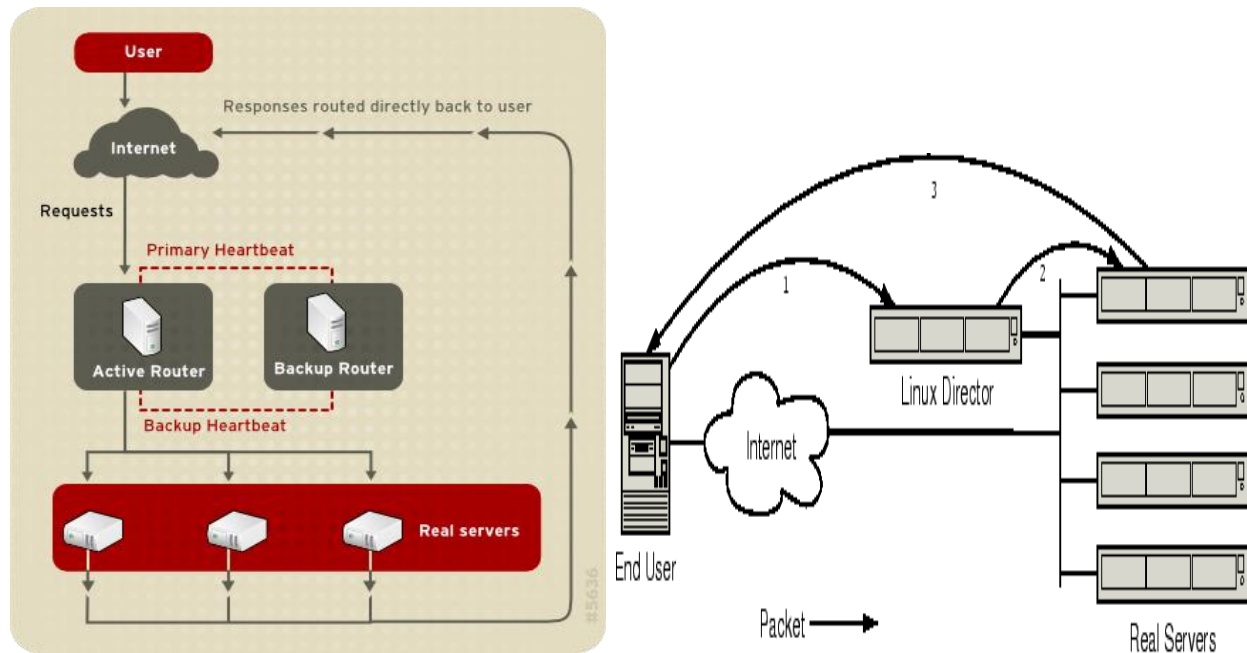 User
Responses routed directly back to user
Internet
Requests
Primary Heartbeat
Active Router
Backup Router
Backup Heartbeat
Real servers
#5636
3
1
2
Linux Director
Internet
End User
Packet
Real Servers